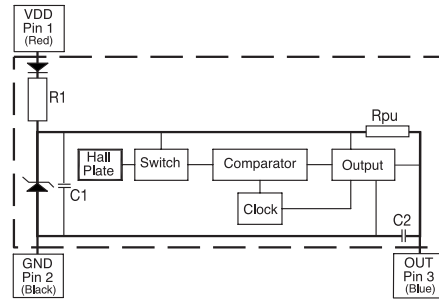 VDD
Pin 1
(Red)
R1
Rpu
Hall
Plate
Switch
Comparator
Output
C1
Clock
C2
GND
Pin 2
(Black)
OUT
Pin 3
(Blue)